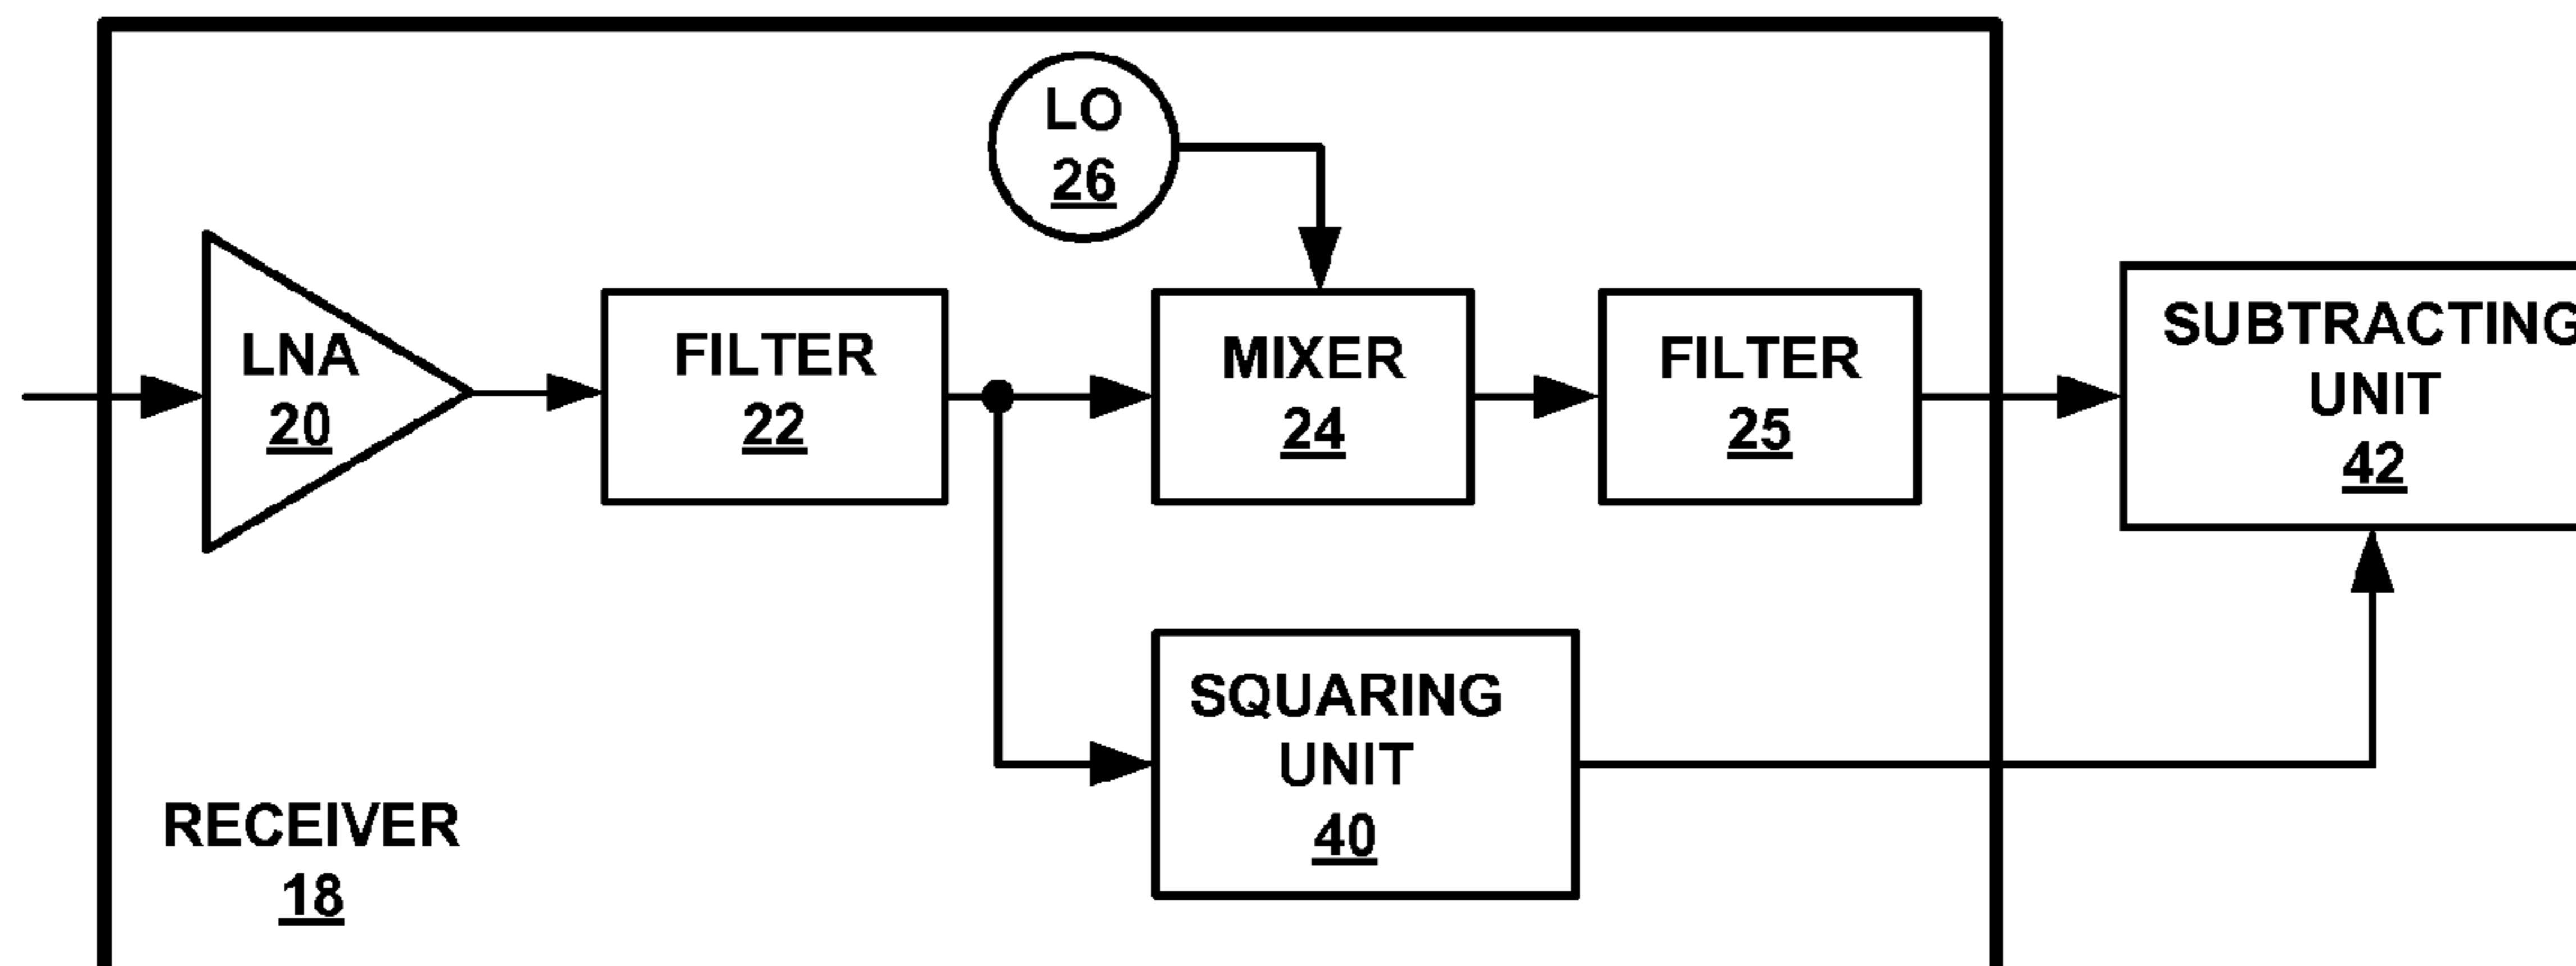 LO
26
LNA
20
FILTER
22
MIXER
24
FILTER
25
SUBTRACTING
UNIT
42
SQUARING
UNIT
40
RECEIVER
18